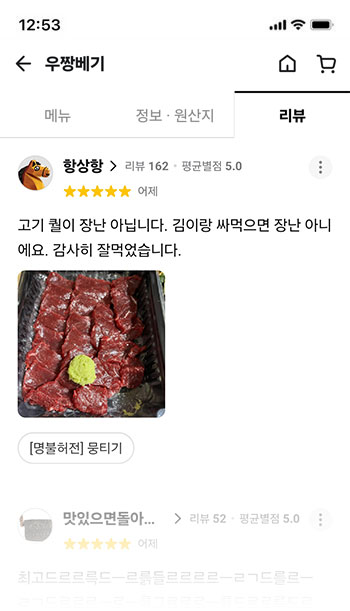 12:53
우짱베기
메뉴
정보 · 원산지
리뷰
항상항
리뷰 162 · 평균별점 5.0
어제
고기 퀄이 장난 아닙니다. 김이랑 싸먹으면 장난 아니
에요. 감사히 잘먹었습니다.
[명불허전] 뭉티기
맛있으면돌아...
리뷰 52 · 평균별점 5.0
어제